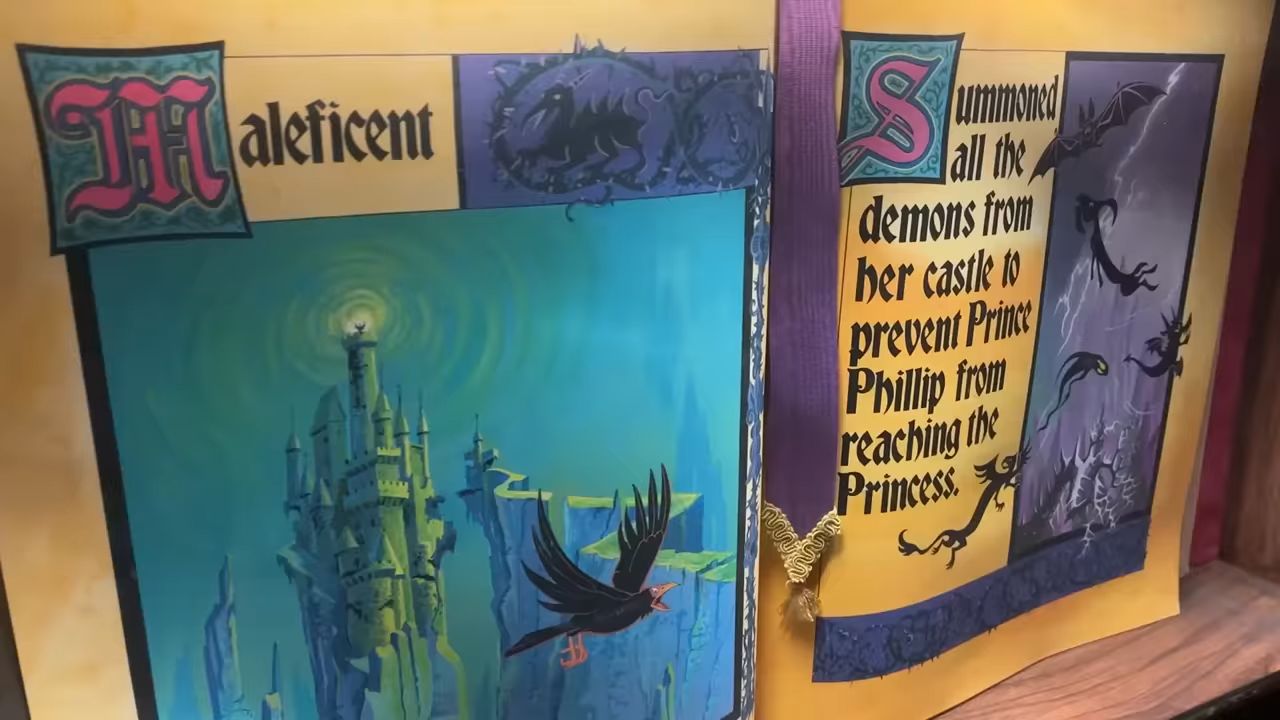 Maleficent
Summoned
all the
demons from
her castle to
prevent Prince
Phillip from
reaching the
Princess.